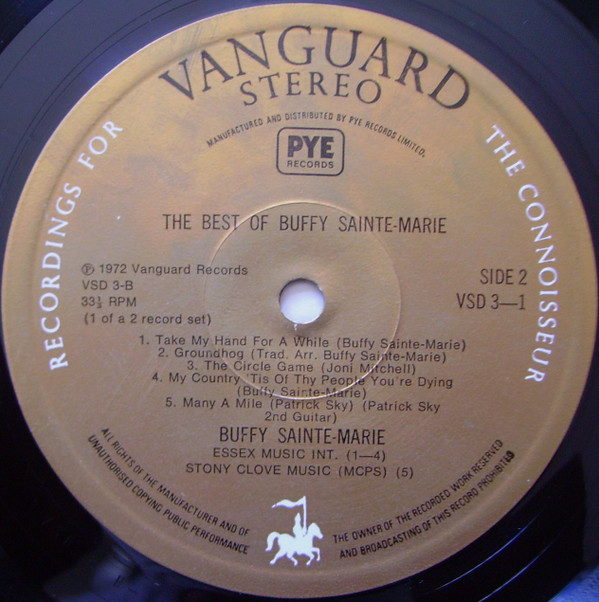 VANGUARD
STEREO
RECORDINGS FOR THE CONNOISSEUR
MANUFACTURED AND DISTRIBUTED BY PYE RECORDS LIMITED.
PYE
RECORDS
THE BEST OF BUFFY SAINTE-MARIE
℗ 1972 Vanguard Records
VSD 3-B
33⅓ RPM
(1 of a 2 record set)
SIDE 2
VSD 3—1
1. Take My Hand For A While (Buffy Sainte-Marie)
2. Groundhog (Trad. Arr. Buffy Sainte-Marie)
3. The Circle Game (Joni Mitchell)
4. My Country 'Tis Of Thy People You're Dying
(Buffy Sainte-Marie)
5. Many A Mile (Patrick Sky) (Patrick Sky
2nd Guitar)
BUFFY SAINTE-MARIE
ESSEX MUSIC INT. (1—4)
STONY CLOVE MUSIC (MCPS) (5)
ALL RIGHTS OF THE MANUFACTURER AND OF THE OWNER OF THE RECORDED WORK RESERVED
UNAUTHORISED COPYING PUBLIC PERFORMANCE AND BROADCASTING OF THIS RECORD PROHIBITED